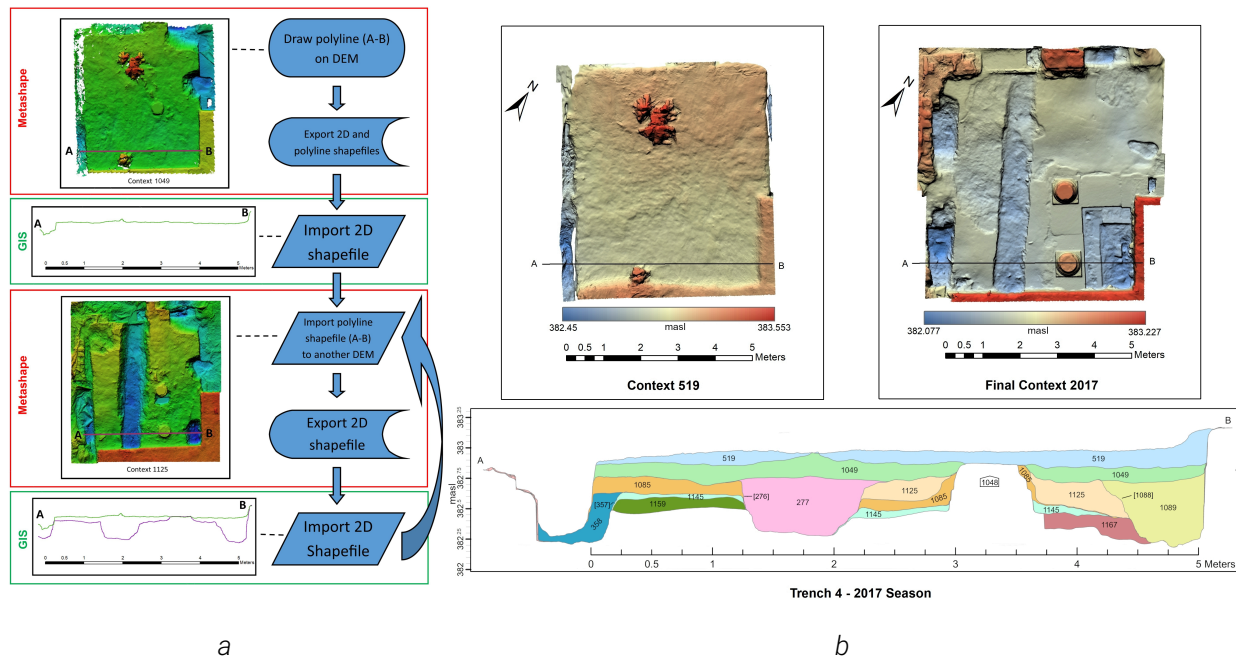 Metashape
A
B
Context 1049
Draw polyline (A-B)
on DEM
Export 2D and
polyline shapefiles
GIS
A
B
0 0.5 1 2 3 4 5
Meters
Import 2D
shapefile
Metashape
A
B
Context 1125
Import polyline
shapefile (A-B)
to another DEM
Export 2D
shapefile
GIS
A
B
0 0.5 1 2 3 4 5
Meters
Import 2D
Shapefile
a
N
A
B
382.45 383.553
masl
0 0.5 1 2 3 4 5
Meters
Context 519
N
A
B
382.077 383.227
masl
0 0.5 1 2 3 4 5
Meters
Final Context 2017
masl
383.25
383
382.75
382.5
382.25
382
A
B
519
519
1049
1049
1085
1145
1159
[357]
358
[276]
277
1125
1085
1145
1048
1085
1125
[1088]
1145
1167
1089
0 0.5 1 2 3 4 5 Meters
Trench 4 - 2017 Season
b